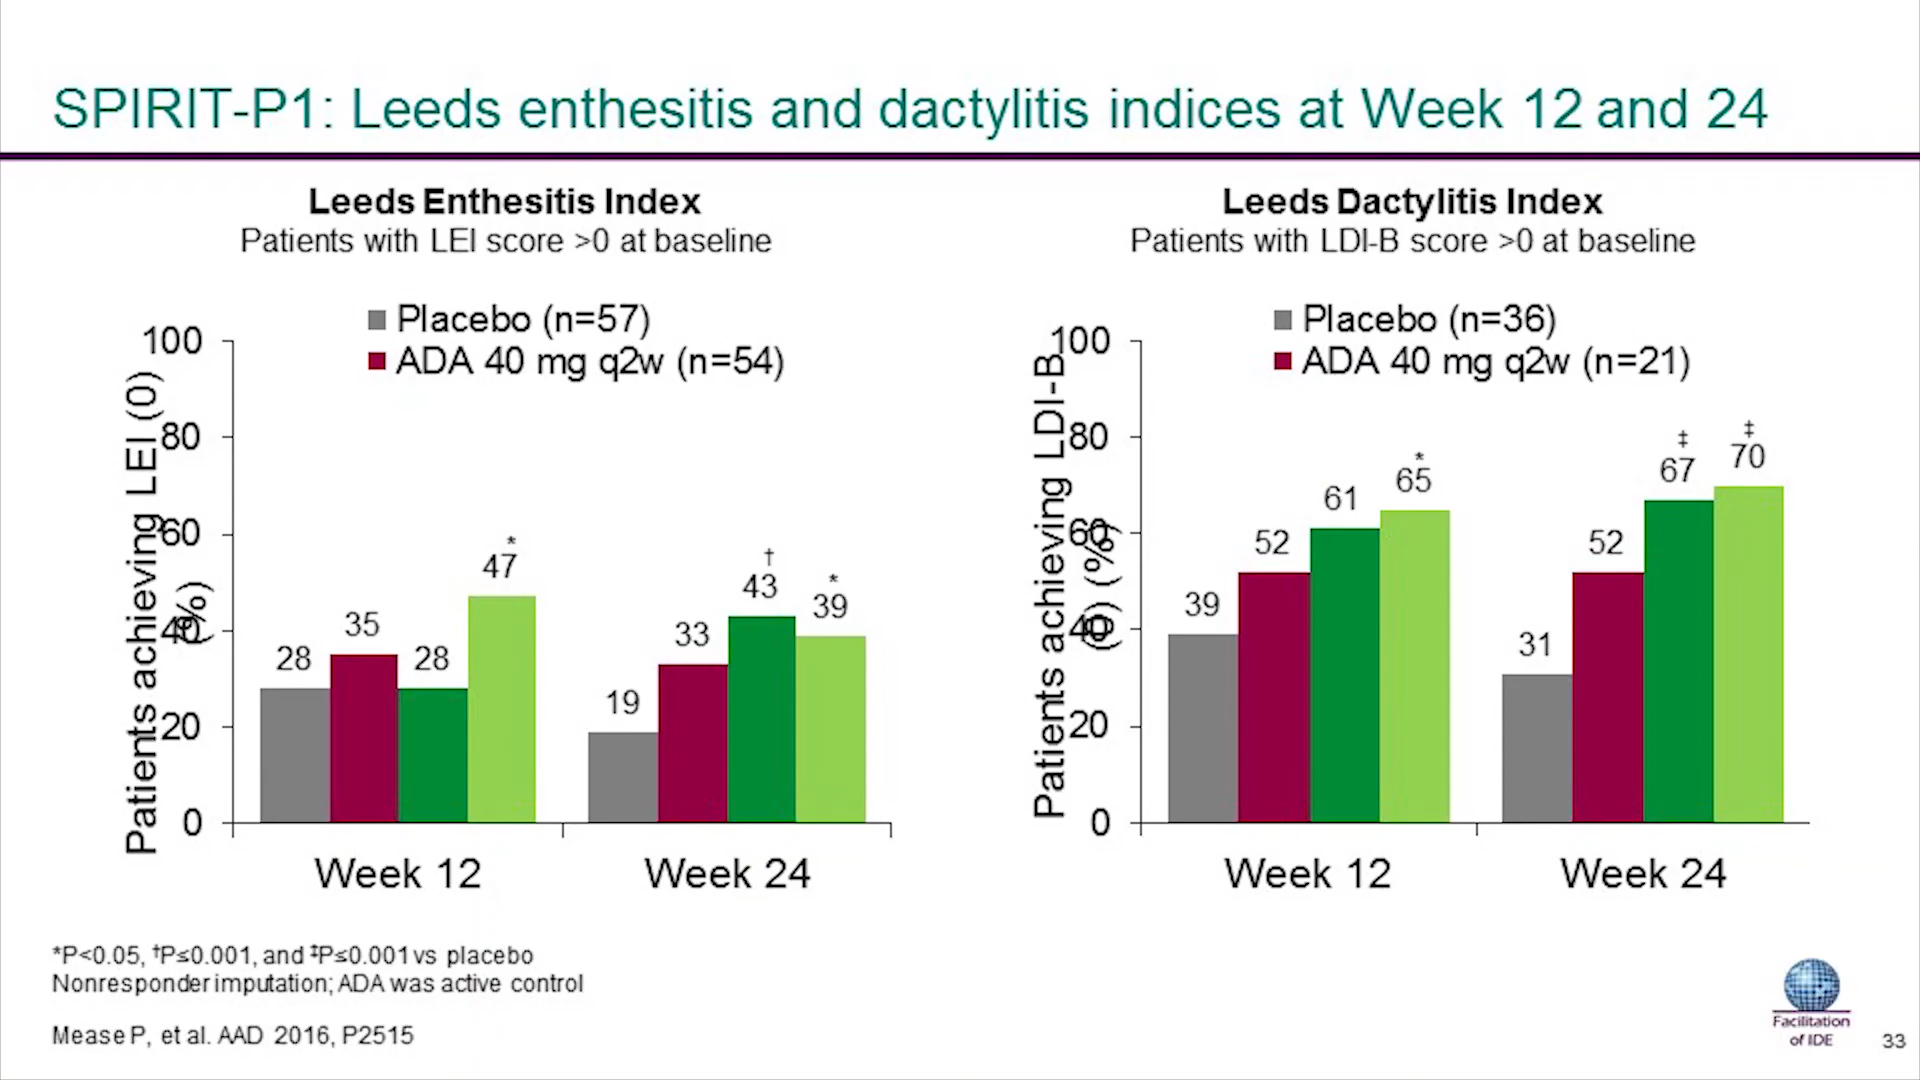 SPIRIT-P1: Leeds enthesitis and dactylitis indices at Week 12 and 24
Leeds Enthesitis Index
Patients with LEI score >0 at baseline
Placebo (n=57)
ADA 40 mg q2w (n=54)
Patients achieving LEI (0)
(%)
100
80
60
40
20
0
28
35
28
47
*
19
33
43
†
39
*
Week 12
Week 24
Leeds Dactylitis Index
Patients with LDI-B score >0 at baseline
Placebo (n=36)
ADA 40 mg q2w (n=21)
Patients achieving LDI-B
(0) (%)
100
80
60
40
20
0
39
52
61
65
*
31
52
67
‡
70
‡
Week 12
Week 24
*P<0.05, †P≤0.001, and ‡P≤0.001 vs placebo
Nonresponder imputation; ADA was active control
Mease P, et al. AAD 2016, P2515
Facilitation
of IDE
33